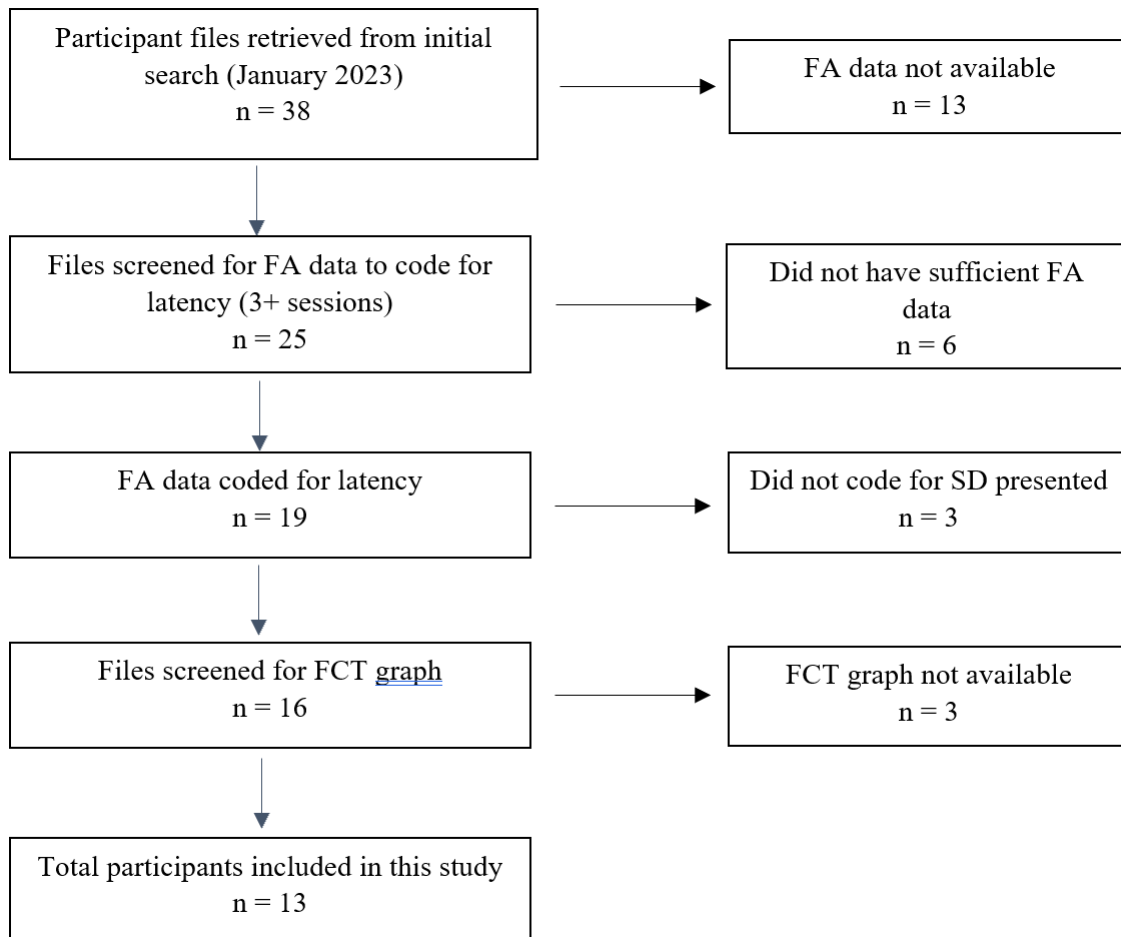 Participant files retrieved from initial
search (January 2023)
n = 38
FA data not available
n = 13
Files screened for FA data to code for
latency (3+ sessions)
n = 25
Did not have sufficient FA
data
n = 6
FA data coded for latency
n = 19
Did not code for SD presented
n = 3
Files screened for FCT graph
n = 16
FCT graph not available
n = 3
Total participants included in this study
n = 13